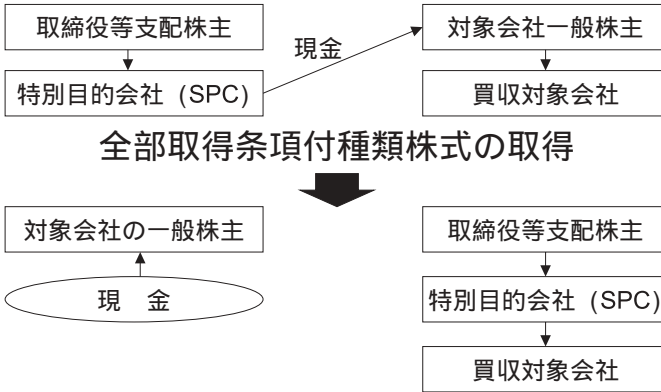 取締役等支配株主
対象会社一般株主
現金
特別目的会社 (SPC)
買収対象会社
全部取得条項付種類株式の取得
対象会社の一般株主
取締役等支配株主
現 金
特別目的会社 (SPC)
買収対象会社